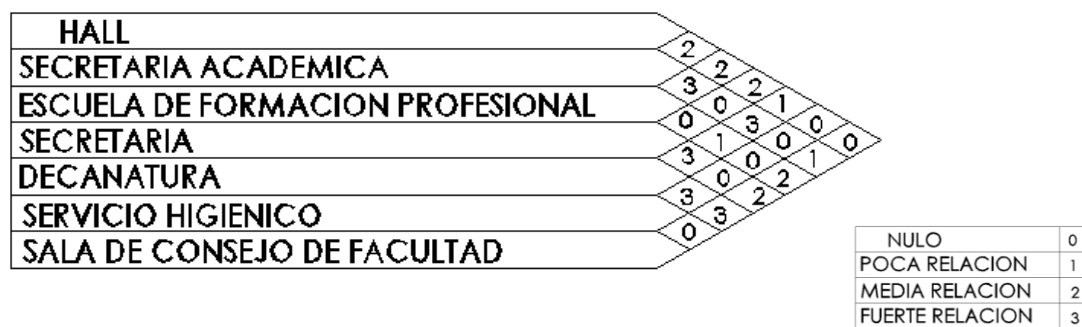 HALL
SECRETARIA ACADEMICA
ESCUELA DE FORMACION PROFESIONAL
SECRETARIA
DECANATURA
SERVICIO HIGIENICO
SALA DE CONSEJO DE FACULTAD
2 2 2 1 0 0
3 0 3 0 1
0 1 0 2
3 0 2
3 3
0
NULO 0
POCA RELACION 1
MEDIA RELACION 2
FUERTE RELACION 3